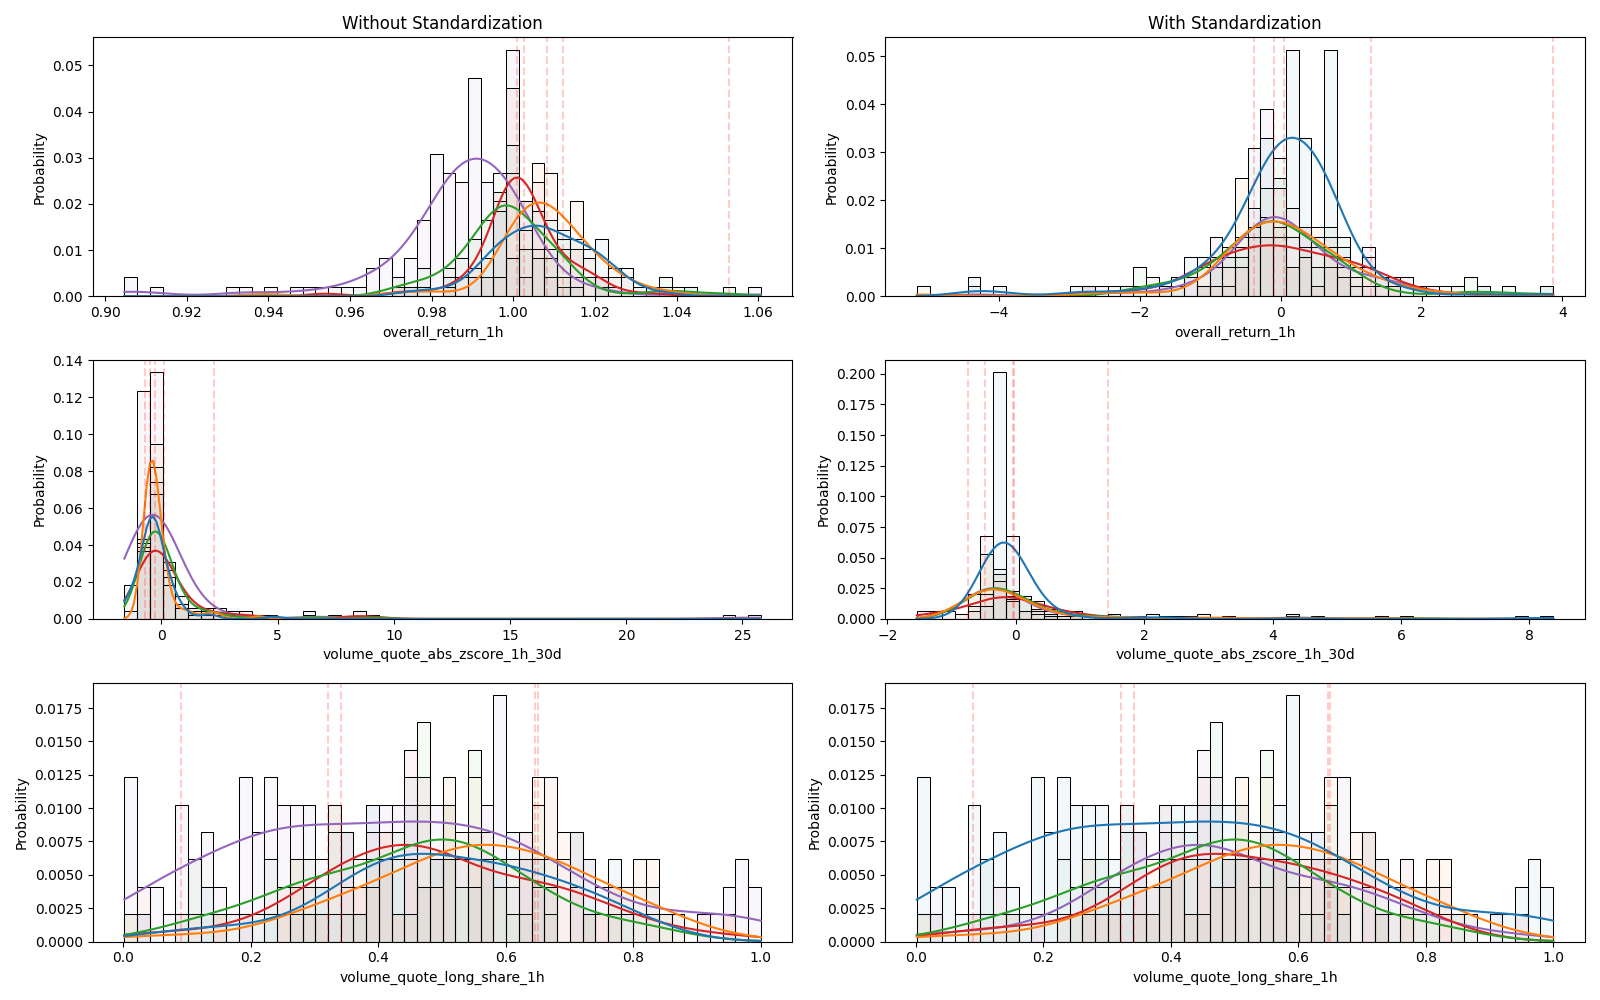 Without Standardization
With Standardization
Probability
0.05
0.04
0.03
0.02
0.01
0.00
0.90 0.92 0.94 0.96 0.98 1.00 1.02 1.04 1.06
overall_return_1h
Probability
0.05
0.04
0.03
0.02
0.01
0.00
−4 −2 0 2 4
overall_return_1h
Probability
0.14
0.12
0.10
0.08
0.06
0.04
0.02
0.00
0 5 10 15 20 25
volume_quote_abs_zscore_1h_30d
Probability
0.200
0.175
0.150
0.125
0.100
0.075
0.050
0.025
0.000
−2 0 2 4 6 8
volume_quote_abs_zscore_1h_30d
Probability
0.0175
0.0150
0.0125
0.0100
0.0075
0.0050
0.0025
0.0000
0.0 0.2 0.4 0.6 0.8 1.0
volume_quote_long_share_1h
Probability
0.0175
0.0150
0.0125
0.0100
0.0075
0.0050
0.0025
0.0000
0.0 0.2 0.4 0.6 0.8 1.0
volume_quote_long_share_1h